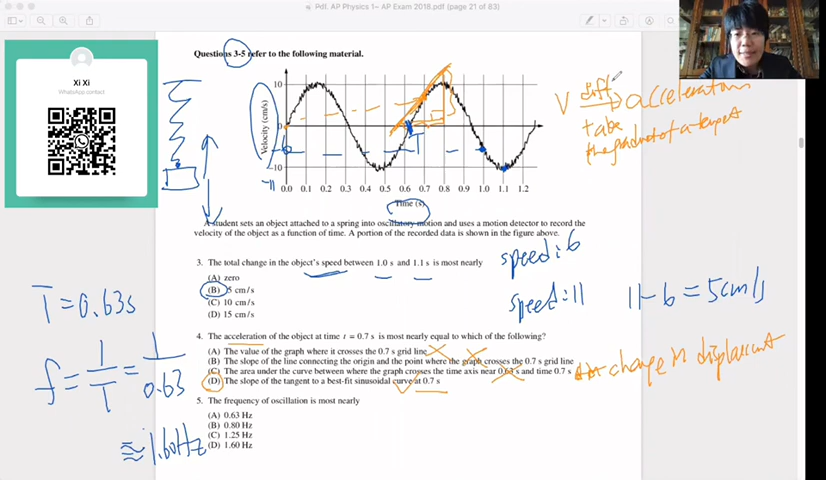 Pdf. AP Physics 1– AP Exam 2018.pdf (page 21 of 83)
Xi Xi
WhatsApp contact
Questions 3-5 refer to the following material.
Velocity (cm/s)
10
0
-10
-11
-6
T
0.0 0.1 0.2 0.3 0.4 0.5 0.6 0.7 0.8 0.9 1.0 1.1 1.2
Time (s)
V diff acceleration
take
the gradient of a tangent
A student sets an object attached to a spring into oscillatory motion and uses a motion detector to record the
velocity of the object as a function of time. A portion of the recorded data is shown in the figure above.
3. The total change in the object's speed between 1.0 s and 1.1 s is most nearly
(A) zero
(B) 5 cm/s
(C) 10 cm/s
(D) 15 cm/s
speed: 6
speed: 11
11 - 6 = 5cm/s
4. The acceleration of the object at time t = 0.7 s is most nearly equal to which of the following?
(A) The value of the graph where it crosses the 0.7 s grid line
(B) The slope of the line connecting the origin and the point where the graph crosses the 0.7 s grid line
(C) The area under the curve between where the graph crosses the time axis near 0.63 s and time 0.7 s
(D) The slope of the tangent to a best-fit sinusoidal curve at 0.7 s
change in displacement
5. The frequency of oscillation is most nearly
(A) 0.63 Hz
(B) 0.80 Hz
(C) 1.25 Hz
(D) 1.60 Hz
T = 0.63s
f = 1/T = 1/0.63
≈ 1.60Hz